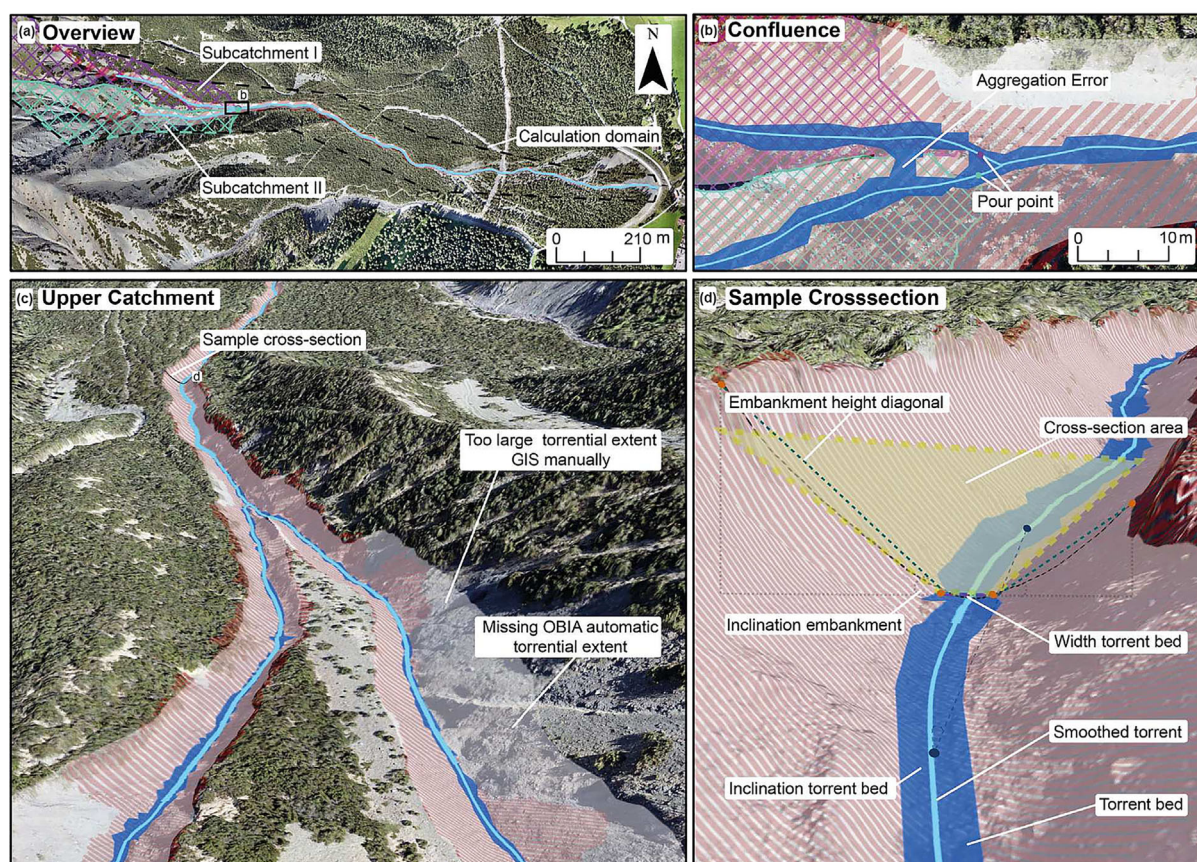 (a) Overview
Subcatchment I
N
b
Calculation domain
Subcatchment II
0 210 m
(b) Confluence
Aggregation Error
Pour point
0 10 m
(c) Upper Catchment
Sample cross-section
d
Too large torrential extent
GIS manually
Missing OBIA automatic
torrential extent
(d) Sample Crosssection
Embankment height diagonal
Cross-section area
Inclination embankment
Width torrent bed
Smoothed torrent
Inclination torrent bed
Torrent bed